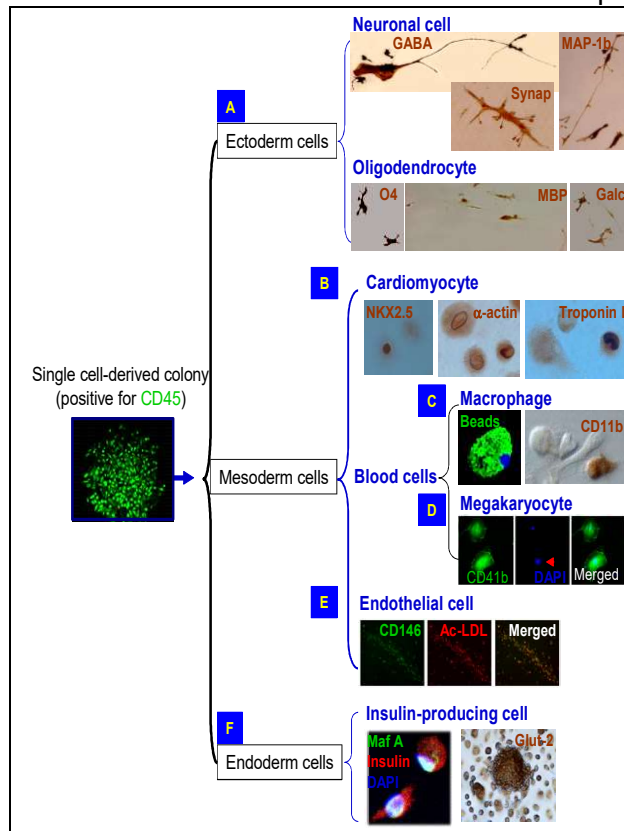 Neuronal cell
GABA
MAP-1b
Synap
A
Ectoderm cells
Oligodendrocyte
O4
MBP
Galc
B
Cardiomyocyte
NKX2.5
α-actin
Troponin I
Single cell-derived colony
(positive for CD45)
C
Macrophage
Beads
CD11b
Mesoderm cells
Blood cells
D
Megakaryocyte
CD41b
DAPI
Merged
E
Endothelial cell
CD146
Ac-LDL
Merged
F
Insulin-producing cell
Maf A
Insulin
DAPI
Glut-2
Endoderm cells